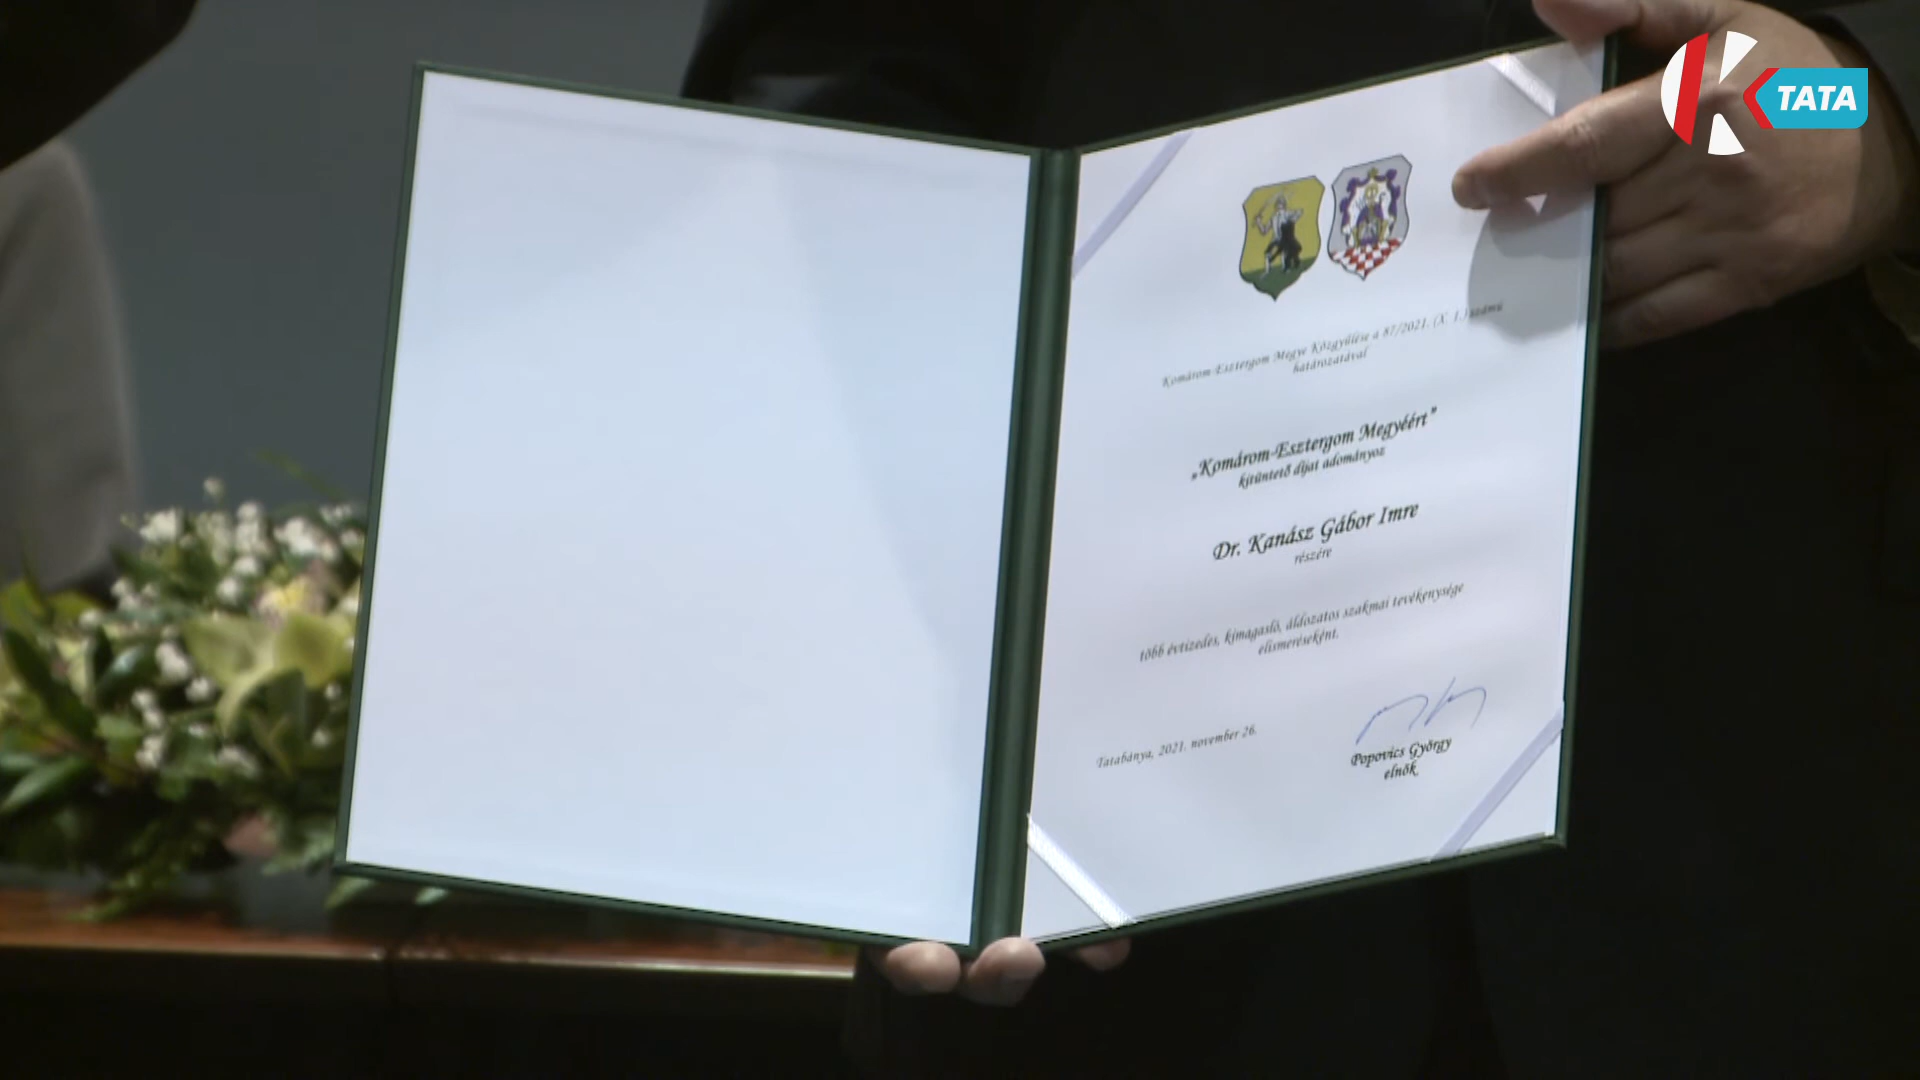 K TATA
Komárom-Esztergom Megye Közgyűlése a 87/2021. (X. 1.) számú
határozatával
„Komárom-Esztergom Megyéért”
kitüntető díjat adományoz
Dr. Kanász Gábor Imre
részére
több évtizedes, kimagasló, áldozatos szakmai tevékenysége
elismeréseként.
Tatabánya, 2021. november 26.
Popovics György
elnök